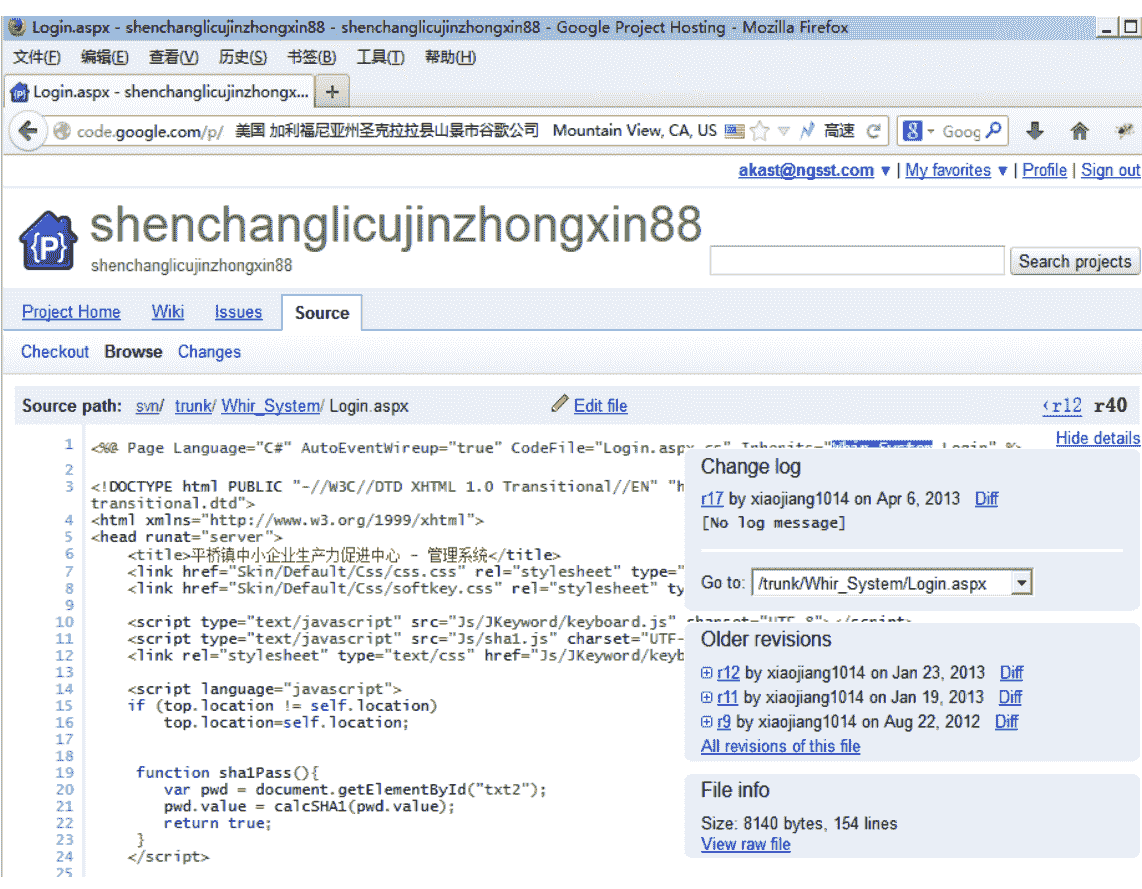 Login.aspx - shenchanglicujinzhongxin88 - shenchanglicujinzhongxin88 - Google Project Hosting - Mozilla Firefox
文件(F) 编辑(E) 查看(V) 历史(S) 书签(B) 工具(T) 帮助(H)
Login.aspx - shenchanglicujinzhongx... +
code.google.com/p/ 美国 加利福尼亚州圣克拉拉县山景市谷歌公司 Mountain View, CA, US 高速 Goog
akast@ngsst.com ▼ | My favorites ▼ | Profile | Sign out
{P} shenchanglicujinzhongxin88
shenchanglicujinzhongxin88
Search projects
Project Home Wiki Issues Source
Checkout Browse Changes
Source path: svn/ trunk/ Whir_System/ Login.aspx Edit file ‹r12 r40
Hide details
1 <%@ Page Language="C#" AutoEventWireup="true" CodeFile="Login.aspx.cs" Inherits=" Login" %>
2
3 <!DOCTYPE html PUBLIC "-//W3C//DTD XHTML 1.0 Transitional//EN" "h
transitional.dtd">
4 <html xmlns="http://www.w3.org/1999/xhtml">
5 <head runat="server">
6 <title>平桥镇中小企业生产力促进中心 - 管理系统</title>
7 <link href="Skin/Default/Css/css.css" rel="stylesheet" type="
8 <link href="Skin/Default/Css/softkey.css" rel="stylesheet" ty
9
10 <script type="text/javascript" src="Js/JKeyword/keyboard.js" charset="UTF-8"></script>
11 <script type="text/javascript" src="Js/sha1.js" charset="UTF-
12 <link rel="stylesheet" type="text/css" href="Js/JKeyword/keyb
13
14 <script language="javascript">
15 if (top.location != self.location)
16 top.location=self.location;
17
18
19 function sha1Pass(){
20 var pwd = document.getElementById("txt2");
21 pwd.value = calcSHA1(pwd.value);
22 return true;
23 }
24 </script>
25
Change log
r17 by xiaojiang1014 on Apr 6, 2013 Diff
[No log message]
Go to: /trunk/Whir_System/Login.aspx
Older revisions
r12 by xiaojiang1014 on Jan 23, 2013 Diff
r11 by xiaojiang1014 on Jan 19, 2013 Diff
r9 by xiaojiang1014 on Aug 22, 2012 Diff
All revisions of this file
File info
Size: 8140 bytes, 154 lines
View raw file